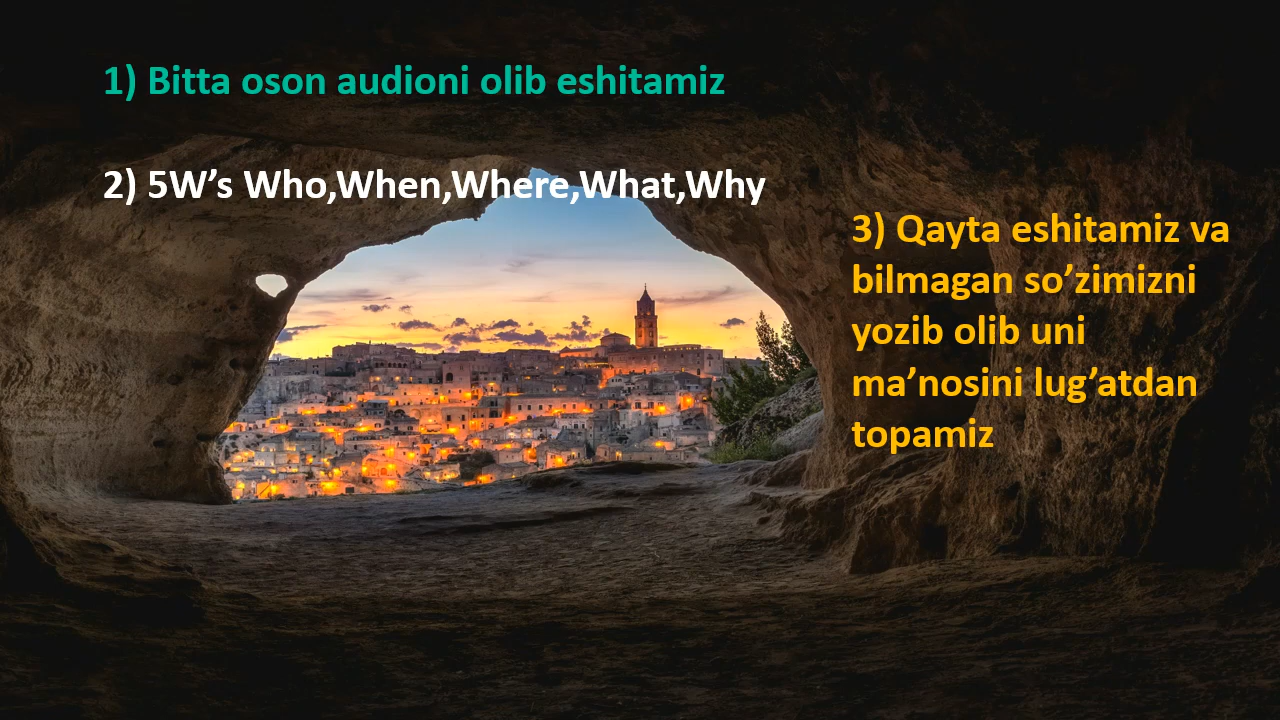 1) Bitta oson audioni olib eshitamiz
2) 5W’s Who,When,Where,What,Why
3) Qayta eshitamiz va
bilmagan so’zimizni
yozib olib uni
ma’nosini lug’atdan
topamiz